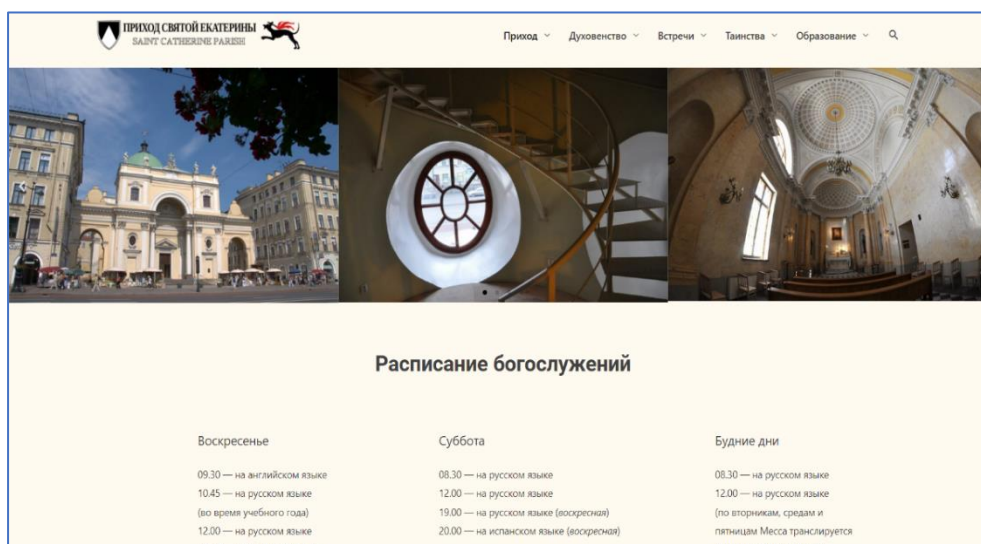 ПРИХОД СВЯТОЙ ЕКАТЕРИНЫ
SAINT CATHERINE PARISH
Приход Духовенство Встречи Таинства Образование
Расписание богослужений
Воскресенье
09.30 — на английском языке
10.45 — на русском языке
(во время учебного года)
12.00 — на русском языке
Суббота
08.30 — на русском языке
12.00 — на русском языке
19.00 — на русском языке (воскресная)
20.00 — на испанском языке (воскресная)
Будние дни
08.30 — на русском языке
12.00 — на русском языке
(по вторникам, средам и
пятницам Месса транслируется